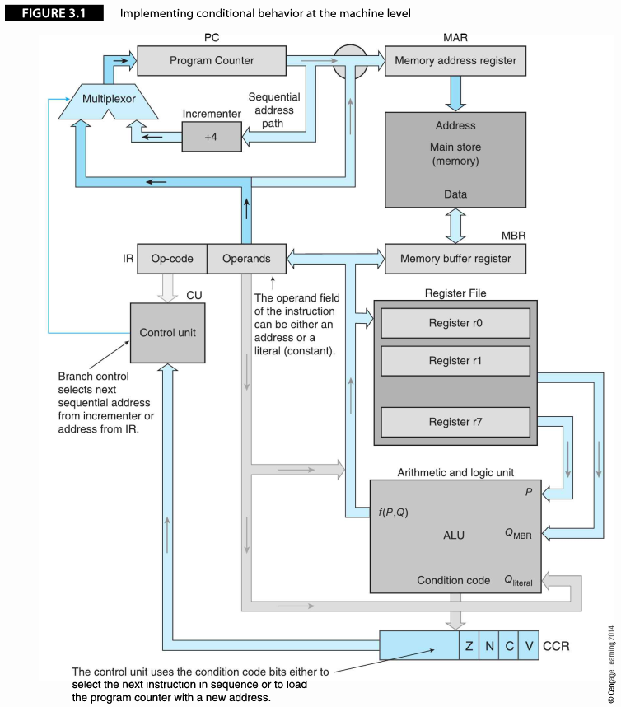 FIGURE 3.1 Implementing conditional behavior at the machine level
PC
MAR
Program Counter
Memory address register
Multiplexor
Sequential
address
path
Incrementer
+4
Address
Main store
(memory)
Data
MBR
IR
Op-code
Operands
Memory buffer register
CU
Control unit
The operand field
of the instruction
can be either an
address or a
literal (constant)
Register File
Register r0
Register r1
Register r7
Branch control
selects next
sequential address
from incrementer or
address from IR.
Arithmetic and logic unit
P
f(P,Q)
ALU
QMBR
Condition code
Qliteral
Z N C V CCR
The control unit uses the condition code bits either to
select the next instruction in sequence or to load
the program counter with a new address.
© Cengage Learning 2014